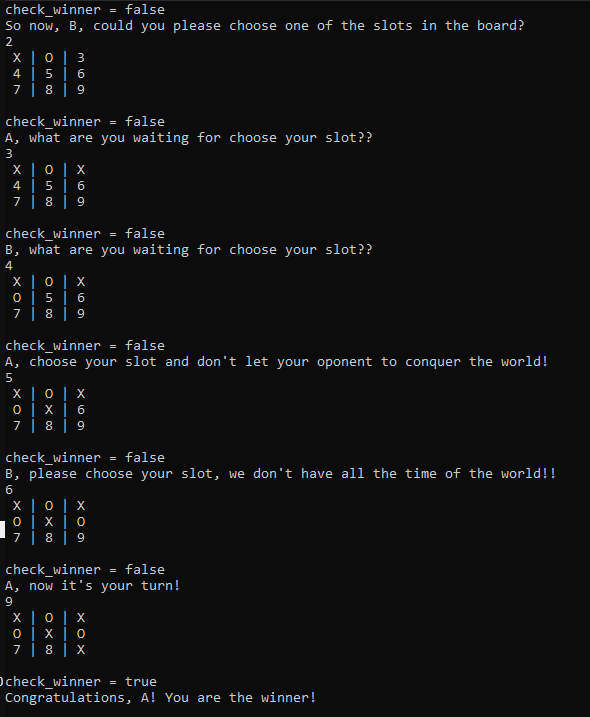 check_winner = false
So now, B, could you please choose one of the slots in the board?
2
X | O | 3
4 | 5 | 6
7 | 8 | 9
check_winner = false
A, what are you waiting for choose your slot??
3
X | O | X
4 | 5 | 6
7 | 8 | 9
check_winner = false
B, what are you waiting for choose your slot??
4
X | O | X
O | 5 | 6
7 | 8 | 9
check_winner = false
A, choose your slot and don't let your oponent to conquer the world!
5
X | O | X
O | X | 6
7 | 8 | 9
check_winner = false
B, please choose your slot, we don't have all the time of the world!!
6
X | O | X
O | X | O
7 | 8 | 9
check_winner = false
A, now it's your turn!
9
X | O | X
O | X | O
7 | 8 | X
check_winner = true
Congratulations, A! You are the winner!